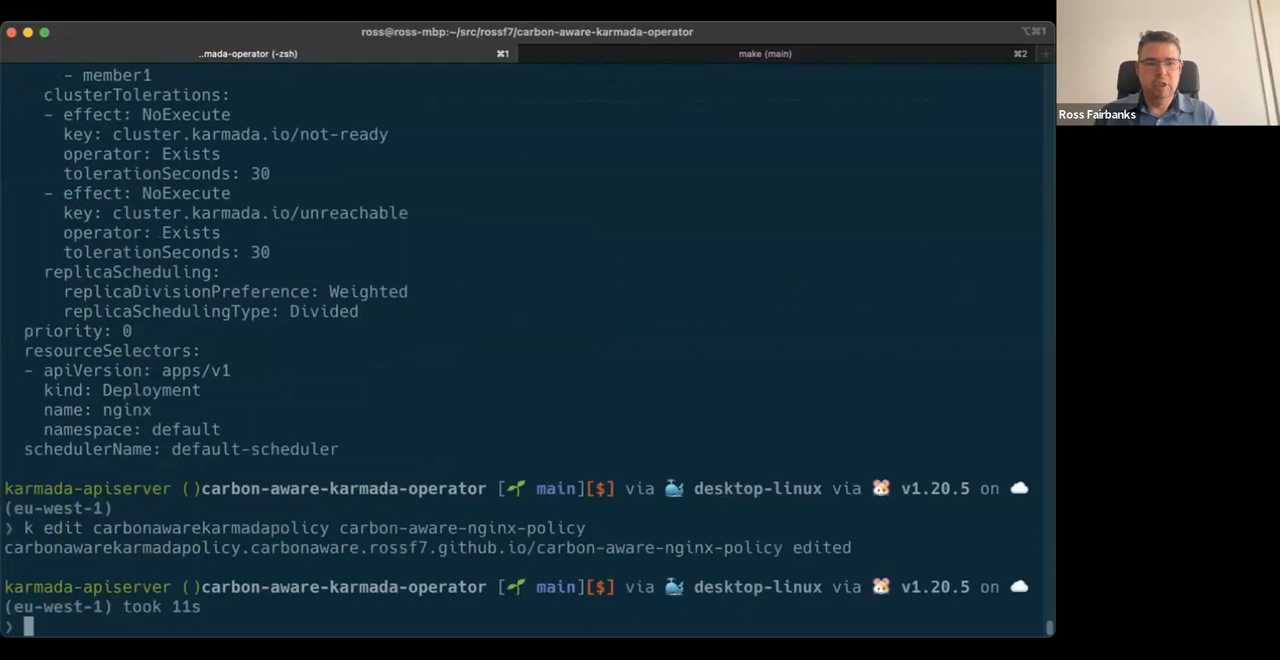 ross@ross-mbp:~/src/rossf7/carbon-aware-karmada-operator
⌥⌘1
..mada-operator (-zsh)
⌘1
make (main)
⌘2
+
- member1
clusterTolerations:
- effect: NoExecute
key: cluster.karmada.io/not-ready
operator: Exists
tolerationSeconds: 30
- effect: NoExecute
key: cluster.karmada.io/unreachable
operator: Exists
tolerationSeconds: 30
replicaScheduling:
replicaDivisionPreference: Weighted
replicaSchedulingType: Divided
priority: 0
resourceSelectors:
- apiVersion: apps/v1
kind: Deployment
name: nginx
namespace: default
schedulerName: default-scheduler
karmada-apiserver ()carbon-aware-karmada-operator [🌱 main][$] via 🐳 desktop-linux via 🐹 v1.20.5 on ☁️
(eu-west-1)
❯ k edit carbonawarekarmadapolicy carbon-aware-nginx-policy
carbonawarekarmadapolicy.carbonaware.rossf7.github.io/carbon-aware-nginx-policy edited
karmada-apiserver ()carbon-aware-karmada-operator [🌱 main][$] via 🐳 desktop-linux via 🐹 v1.20.5 on ☁️
(eu-west-1) took 11s
❯
Ross Fairbanks